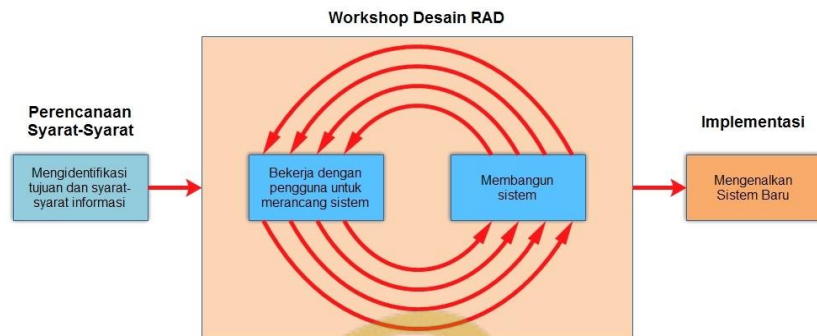 Workshop Desain RAD
Perencanaan
Syarat-Syarat
Mengidentifikasi
tujuan dan syarat-
syarat informasi
Bekerja dengan
pengguna untuk
merancang sistem
Membangun
sistem
Implementasi
Mengenalkan
Sistem Baru